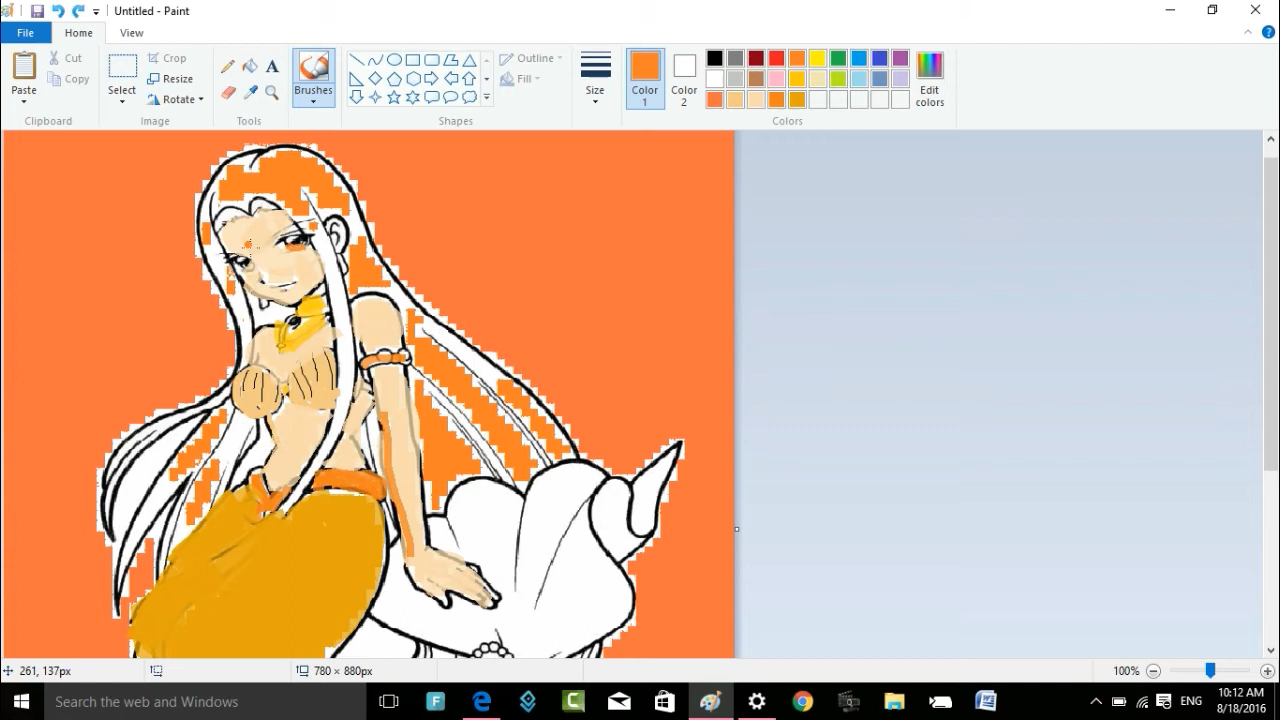 Untitled - Paint
File Home View
Paste Cut Copy
Select Crop Resize Rotate
A
Brushes
Outline Fill
Size
Color 1
Color 2
Edit colors
Clipboard Image Tools Shapes Colors
261, 137px 780 × 880px 100%
Search the web and Windows
ENG
10:12 AM
8/18/2016